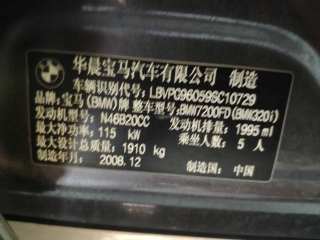 华晨宝马汽车有限公司 制造
车辆识别代号: LBVPG96059SC10729
品牌: 宝马(BMW)牌 整车型号: BMW7200FD(BMW320i)
发动机型号: N46B20CC 发动机排量: 1995 ml
最大净功率: 115 kW 乘坐人数: 5 人
最大设计总质量: 1910 kg
制造年月: 2008.12 制造国: 中国